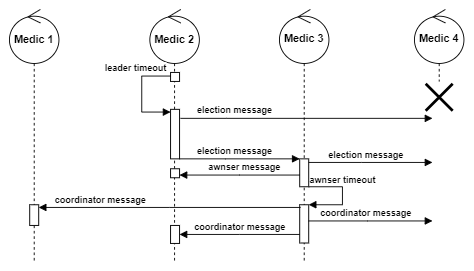 Medic 1
Medic 2
Medic 3
Medic 4
leader timeout
election message
election message
election message
awnser message
awnser timeout
coordinator message
coordinator message
coordinator message